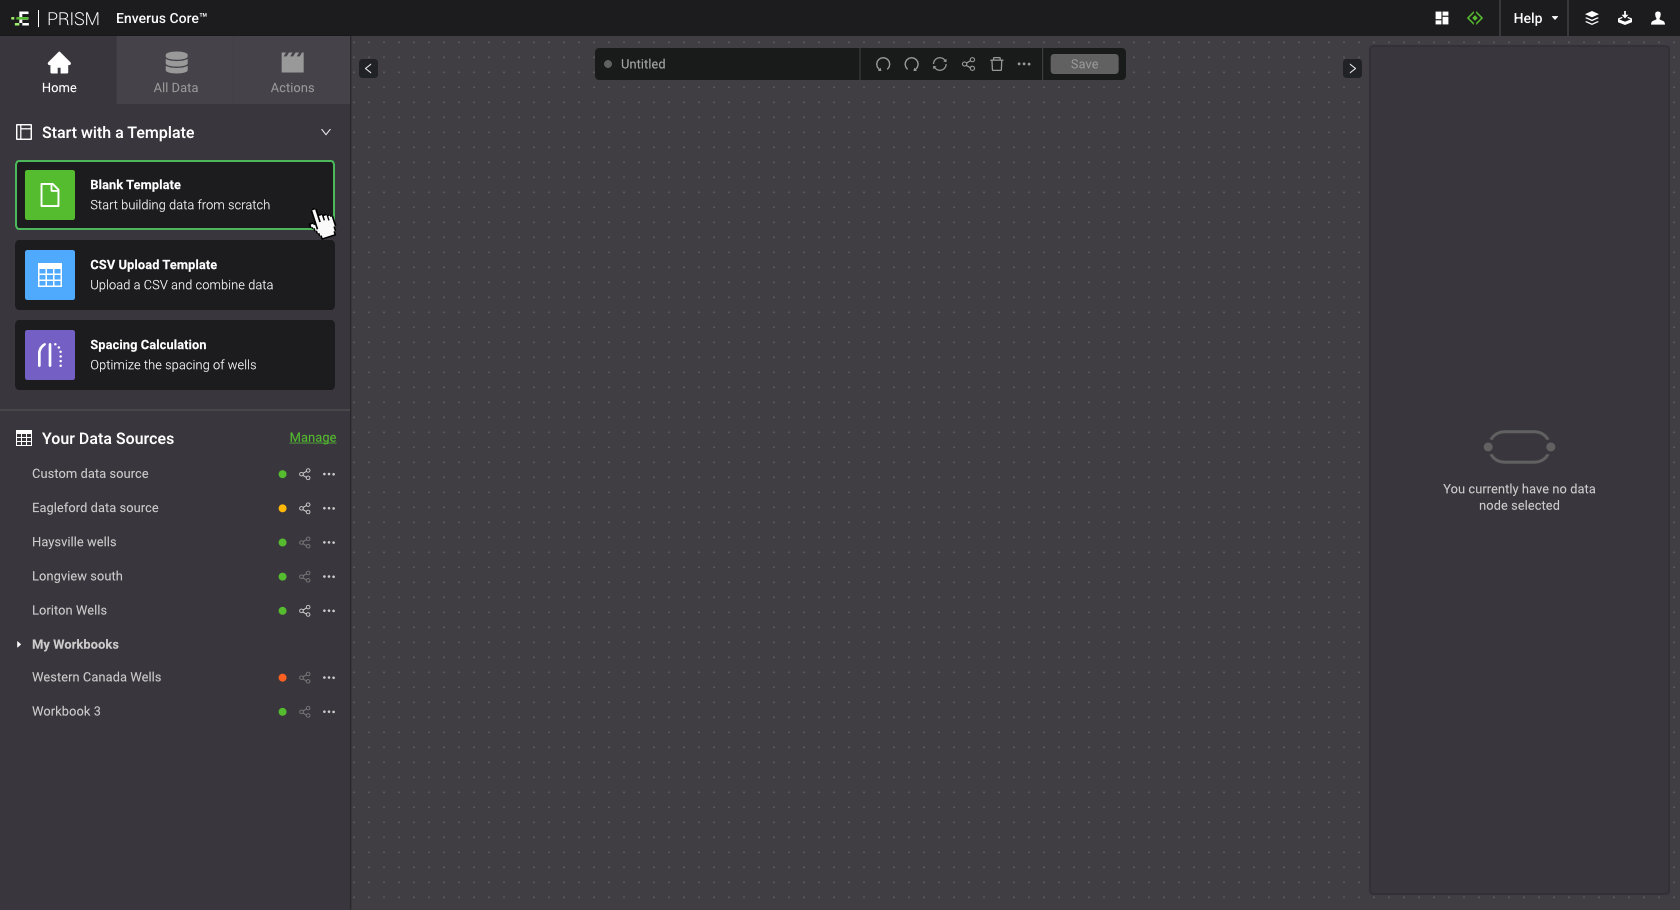 PRISM
Enverus Core™
Help
Home
All Data
Actions
Untitled
Save
Start with a Template
Blank Template
Start building data from scratch
CSV Upload Template
Upload a CSV and combine data
Spacing Calculation
Optimize the spacing of wells
Your Data Sources
Manage
Custom data source
Eagleford data source
Haysville wells
Longview south
Loriton Wells
My Workbooks
Western Canada Wells
Workbook 3
You currently have no data
node selected